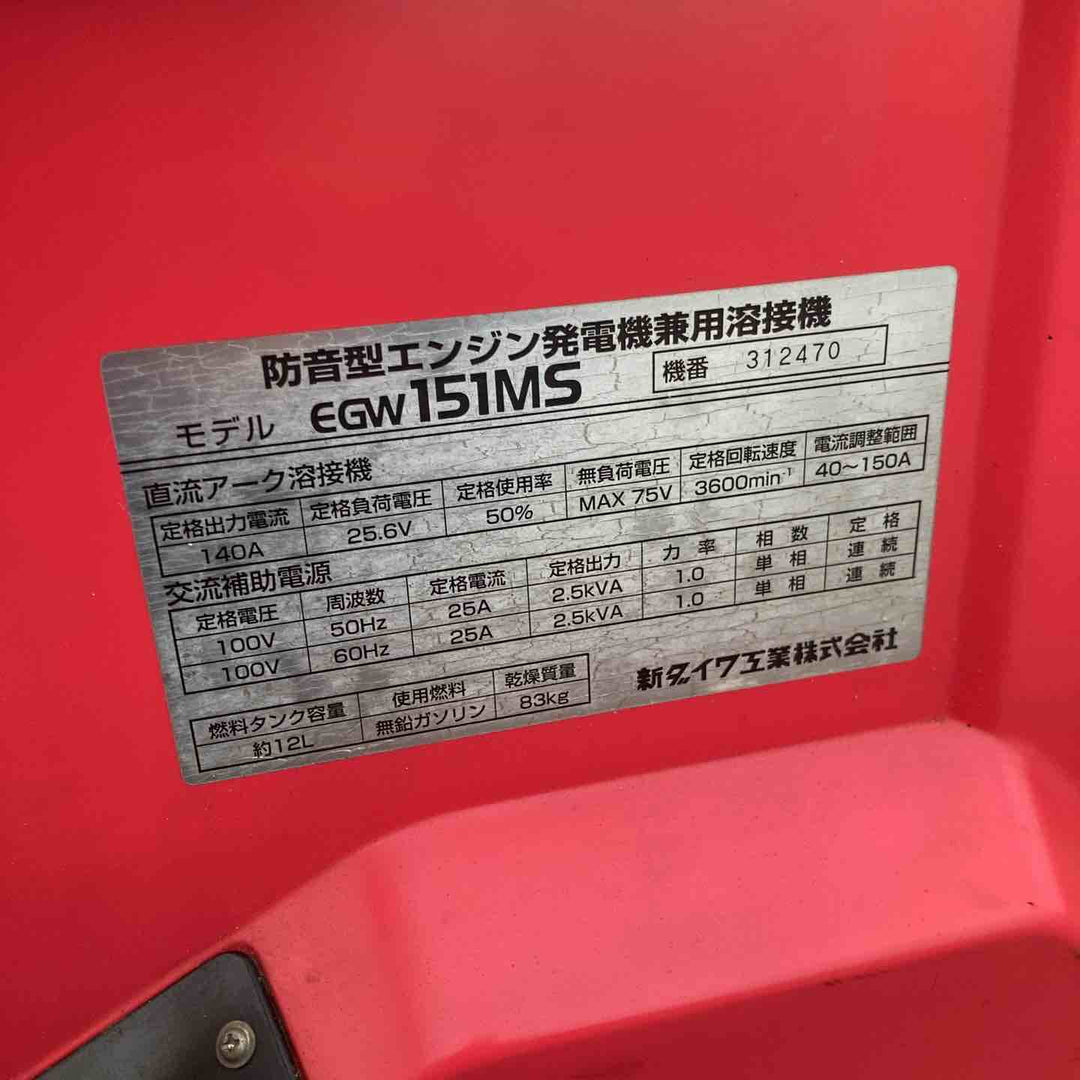 防音型エンジン発電機兼用溶接機
モデル EGW151MS 機番 312470
直流アーク溶接機
定格出力電流 定格負荷電圧 定格使用率 無負荷電圧 定格回転速度 電流調整範囲
140A 25.6V 50% MAX 75V 3600min⁻¹ 40～150A
交流補助電源
定格電圧 周波数 定格電流 定格出力 力率 相数 定格
100V 50Hz 25A 2.5kVA 1.0 単相 連続
100V 60Hz 25A 2.5kVA 1.0 単相 連続
燃料タンク容量 使用燃料 乾燥質量
約12L 無鉛ガソリン 83kg
新ダイワ工業株式会社